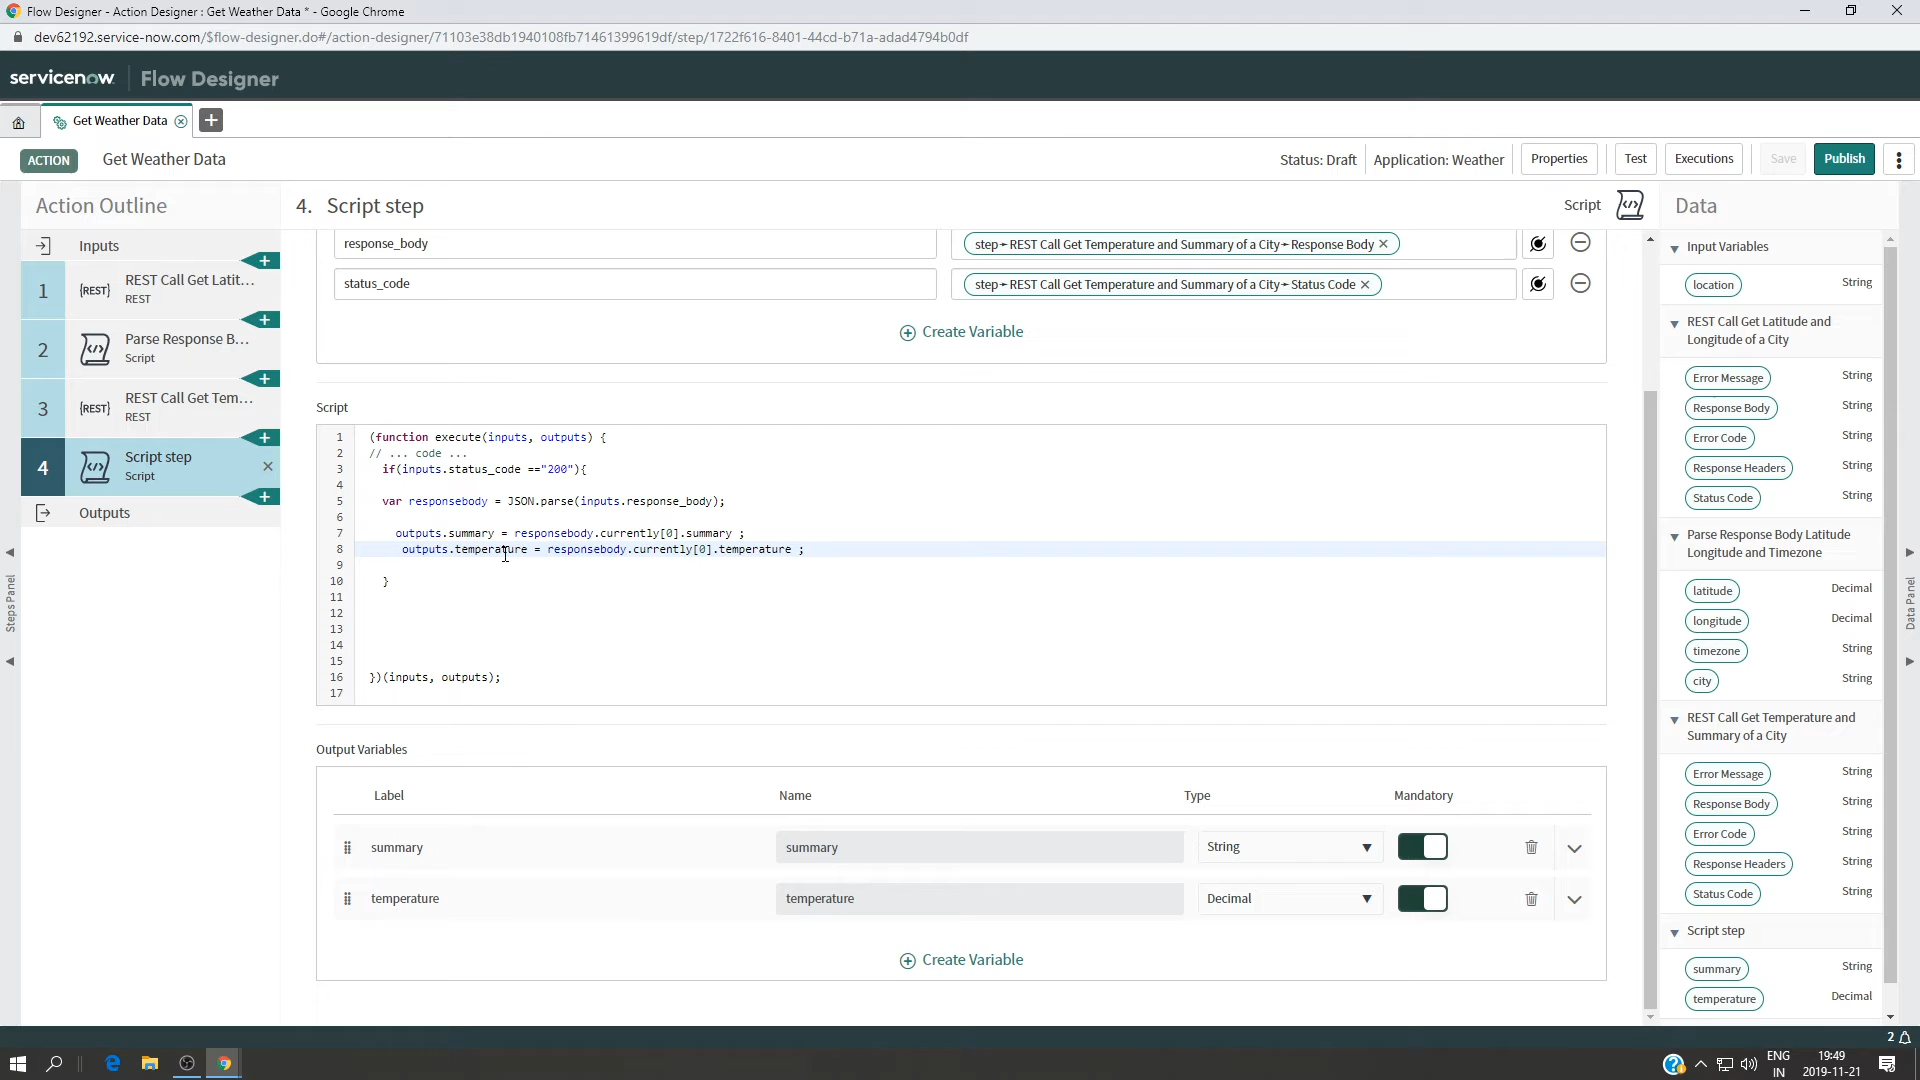 Flow Designer - Action Designer : Get Weather Data * - Google Chrome
dev62192.service-now.com/$flow-designer.do#/action-designer/71103e38db1940108fb71461399619df/step/1722f616-8401-44cd-b71a-adad4794b0df
servicenow Flow Designer
Get Weather Data
ACTION Get Weather Data Status: Draft Application: Weather Properties Test Executions Save Publish
Action Outline
Inputs
1 {REST} REST Call Get Latit...
REST
2 Parse Response B...
Script
3 {REST} REST Call Get Tem...
REST
4 Script step
Script
Outputs
Steps Panel
4. Script step Script
response_body step➛REST Call Get Temperature and Summary of a City➛Response Body
status_code step➛REST Call Get Temperature and Summary of a City➛Status Code
Create Variable
Script
1 (function execute(inputs, outputs) {
2 // ... code ...
3 if(inputs.status_code =="200"){
4
5 var responsebody = JSON.parse(inputs.response_body);
6
7 outputs.summary = responsebody.currently[0].summary ;
8 outputs.temperature = responsebody.currently[0].temperature ;
9
10 }
11
12
13
14
15
16 })(inputs, outputs);
17
Output Variables
Label Name Type Mandatory
summary summary String
temperature temperature Decimal
Create Variable
Data
Input Variables
location String
REST Call Get Latitude and
Longitude of a City
Error Message String
Response Body String
Error Code String
Response Headers String
Status Code String
Parse Response Body Latitude
Longitude and Timezone
latitude Decimal
longitude Decimal
timezone String
city String
REST Call Get Temperature and
Summary of a City
Error Message String
Response Body String
Error Code String
Response Headers String
Status Code String
Script step
summary String
temperature Decimal
Data Panel
2
ENG
IN
19:49
2019-11-21